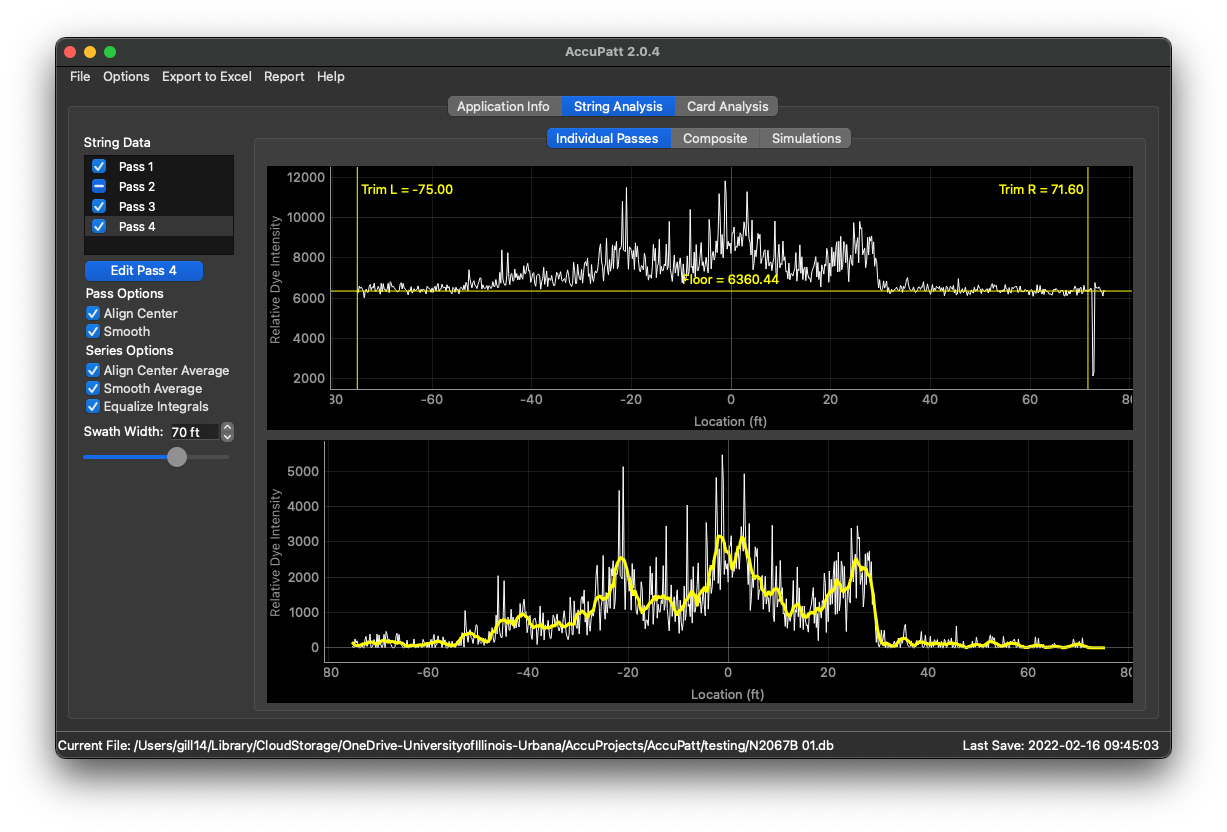 AccuPatt 2.0.4
File Options Export to Excel Report Help
Application Info String Analysis Card Analysis
String Data
Pass 1
Pass 2
Pass 3
Pass 4
Edit Pass 4
Pass Options
Align Center
Smooth
Series Options
Align Center Average
Smooth Average
Equalize Integrals
Swath Width: 70 ft
Individual Passes Composite Simulations
Relative Dye Intensity
12000
10000
8000
6000
4000
2000
Trim L = -75.00
Trim R = 71.60
Floor = 6360.44
80 -60 -40 -20 0 20 40 60 80
Location (ft)
Relative Dye Intensity
5000
4000
3000
2000
1000
0
80 -60 -40 -20 0 20 40 60 80
Location (ft)
Current File: /Users/gill14/Library/CloudStorage/OneDrive-UniversityofIllinois-Urbana/AccuProjects/AccuPatt/testing/N2067B 01.db
Last Save: 2022-02-16 09:45:03